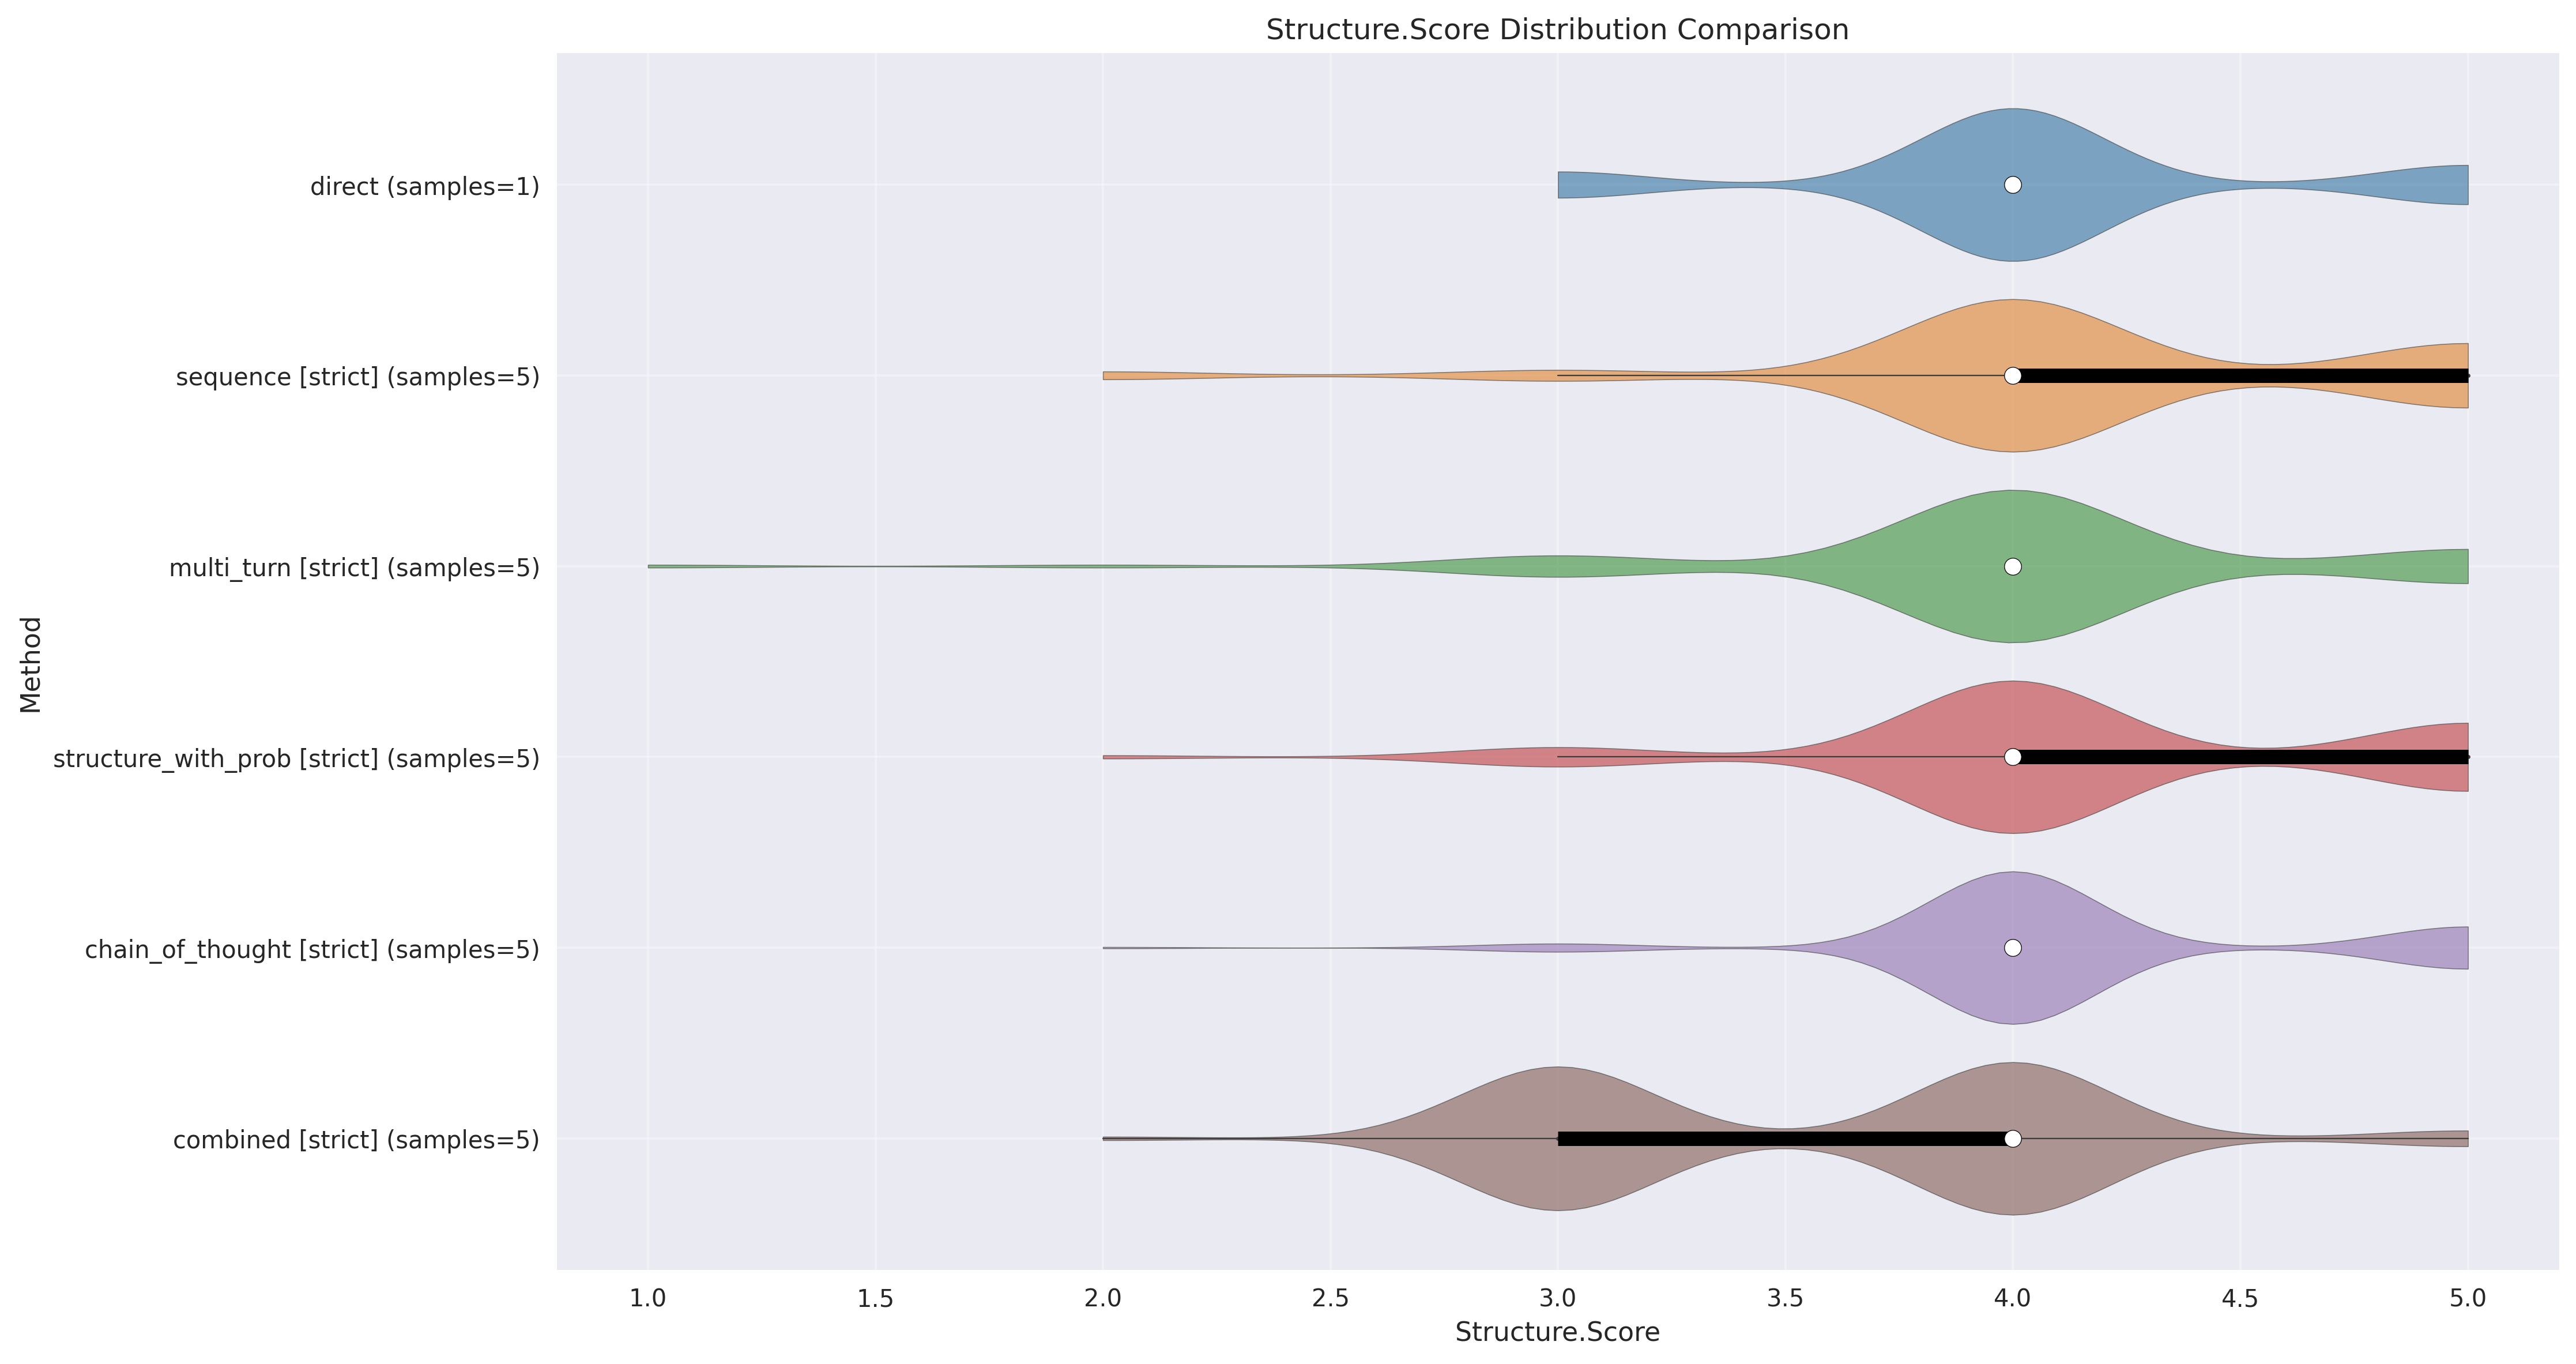 Structure.Score Distribution Comparison
direct (samples=1)
sequence [strict] (samples=5)
multi_turn [strict] (samples=5)
structure_with_prob [strict] (samples=5)
chain_of_thought [strict] (samples=5)
combined [strict] (samples=5)
Method
1.0 1.5 2.0 2.5 3.0 3.5 4.0 4.5 5.0
Structure.Score